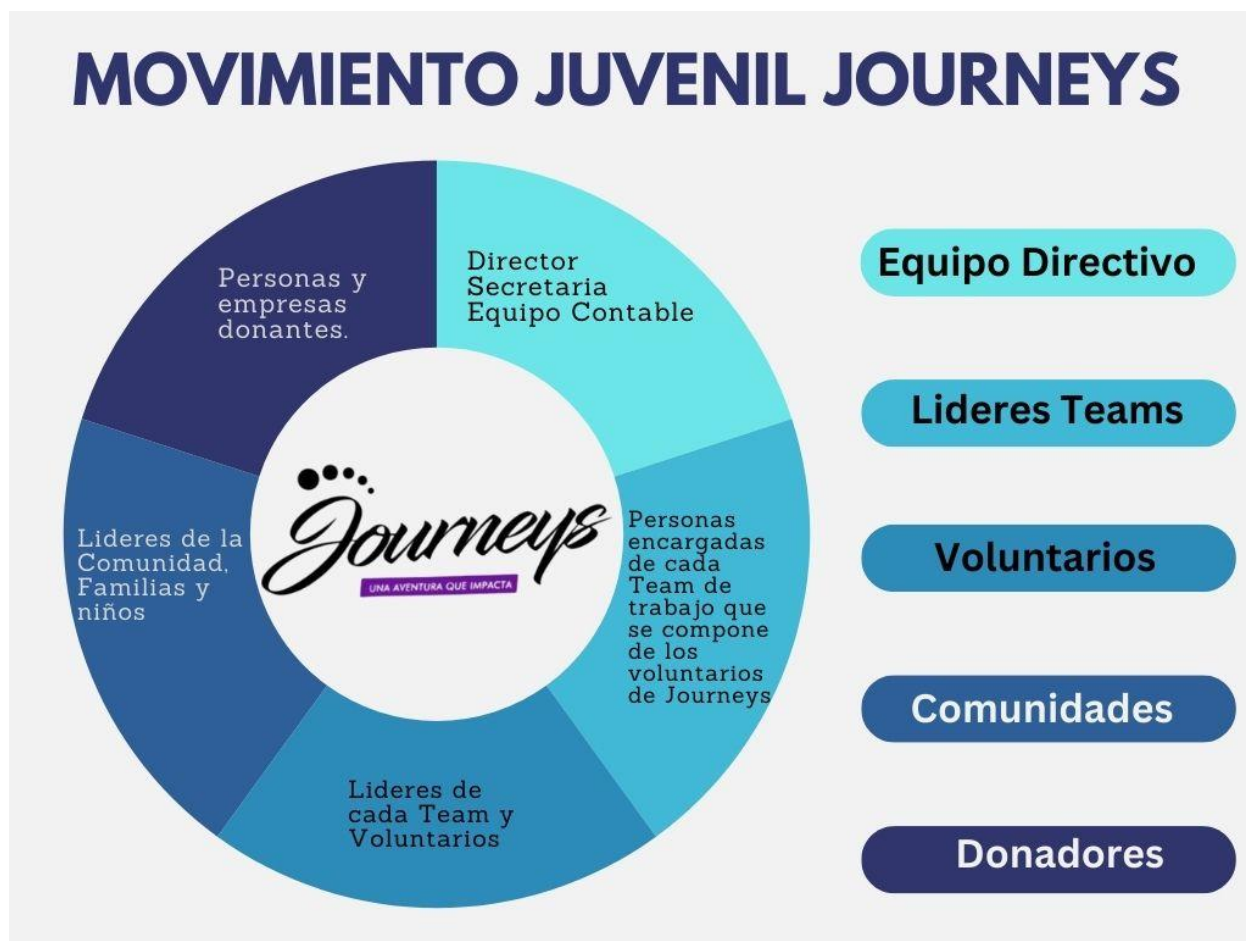 MOVIMIENTO JUVENIL JOURNEYS
Personas y
empresas
donantes.
Director
Secretaria
Equipo Contable
Equipo Directivo
Lideres Teams
Journeys
UNA AVENTURA QUE IMPACTA
Personas
encargadas
de cada
Team de
trabajo que
se compone
de los
voluntarios
de Journeys
Lideres de la
Comunidad,
Familias y
niños
Voluntarios
Comunidades
Lideres de
cada Team y
Voluntarios
Donadores